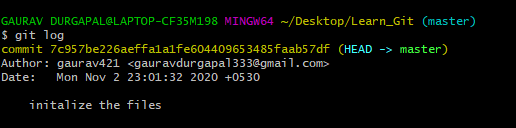 GAURAV DURGAPAL@LAPTOP-CF35M198 MINGW64 ~/Desktop/Learn_Git (master)
$ git log
commit 7c957be226aeffa1a1fe604409653485faab57df (HEAD -> master)
Author: gaurav421 <gauravdurgapal333@gmail.com>
Date:   Mon Nov 2 23:01:32 2020 +0530
    initalize the files